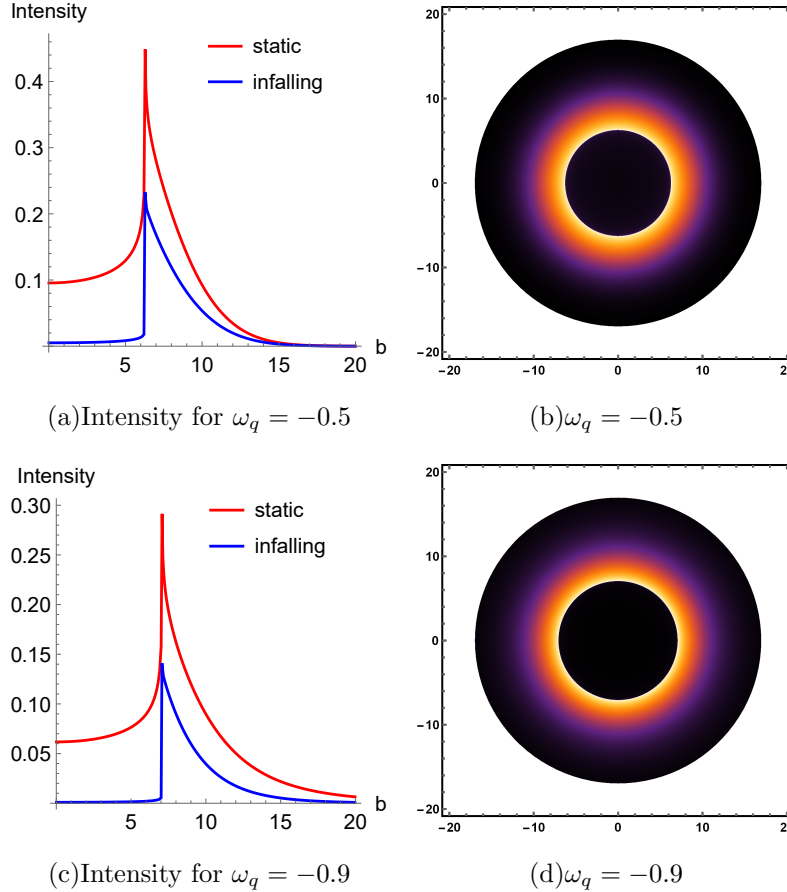 Intensity
static
infalling
0.4
0.3
0.2
0.1
5 10 15 20 b
20
10
0
−10
−20
−20 −10 0 10 20
(a)Intensity for ω_q = −0.5
(b)ω_q = −0.5
Intensity
static
infalling
0.30
0.25
0.20
0.15
0.10
0.05
5 10 15 20 b
20
10
0
−10
−20
−20 −10 0 10 20
(c)Intensity for ω_q = −0.9
(d)ω_q = −0.9